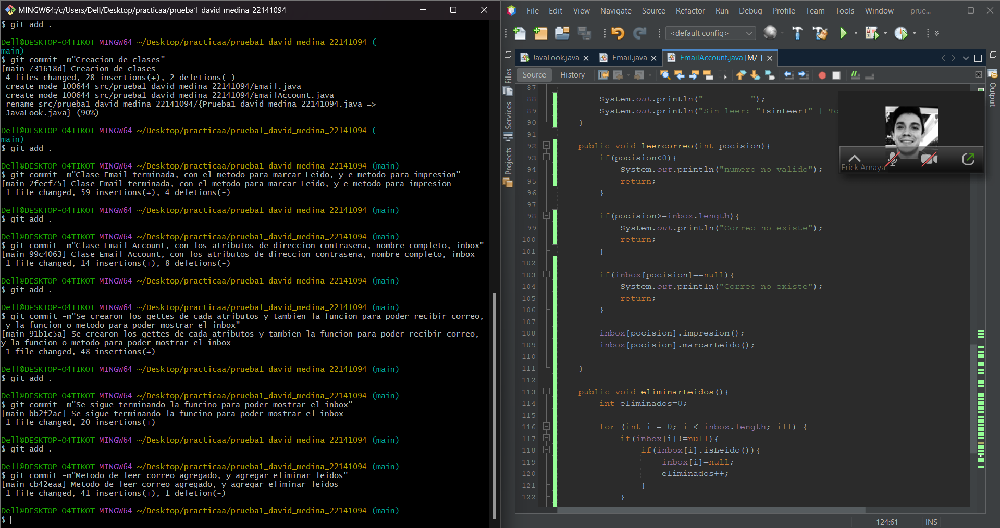 MINGW64:/c/Users/Dell/Desktop/practicaa/prueba1_david_medina_22141094
$ git add .
Dell@DESKTOP-O4TIKOT MINGW64 ~/Desktop/practicaa/prueba1_david_medina_22141094 (
main)
$ git commit -m"Creacion de clases"
[main 731618d] Creacion de clases
 4 files changed, 28 insertions(+), 2 deletions(-)
 create mode 100644 src/prueba1_david_medina_22141094/Email.java
 create mode 100644 src/prueba1_david_medina_22141094/EmailAccount.java
 rename src/prueba1_david_medina_22141094/{Prueba1_david_medina_22141094.java =>
 JavaLook.java} (90%)
Dell@DESKTOP-O4TIKOT MINGW64 ~/Desktop/practicaa/prueba1_david_medina_22141094 (
main)
$ git add .
Dell@DESKTOP-O4TIKOT MINGW64 ~/Desktop/practicaa/prueba1_david_medina_22141094 (main)
$ git commit -m"Clase Email terminada, con el metodo para marcar Leido, y e metodo para impresion"
[main 2fecf75] Clase Email terminada, con el metodo para marcar Leido, y e metodo para impresion
 1 file changed, 59 insertions(+), 4 deletions(-)
Dell@DESKTOP-O4TIKOT MINGW64 ~/Desktop/practicaa/prueba1_david_medina_22141094 (main)
$ git add .
Dell@DESKTOP-O4TIKOT MINGW64 ~/Desktop/practicaa/prueba1_david_medina_22141094 (main)
$ git commit -m"Clase Email Account, con los atributos de direccion contrasena, nombre completo, inbox"
[main 99c4063] Clase Email Account, con los atributos de direccion contrasena, nombre completo, inbox
 1 file changed, 14 insertions(+), 8 deletions(-)
Dell@DESKTOP-O4TIKOT MINGW64 ~/Desktop/practicaa/prueba1_david_medina_22141094 (main)
$ git add .
Dell@DESKTOP-O4TIKOT MINGW64 ~/Desktop/practicaa/prueba1_david_medina_22141094 (main)
$ git commit -m"Se crearon los gettes de cada atributos y tambien la funcion para poder recibir correo,
 y la funcion o metodo para poder mostrar el inbox"
[main 91b1c5a] Se crearon los gettes de cada atributos y tambien la funcion para poder recibir correo,
y la funcion o metodo para poder mostrar el inbox
 1 file changed, 48 insertions(+)
Dell@DESKTOP-O4TIKOT MINGW64 ~/Desktop/practicaa/prueba1_david_medina_22141094 (main)
$ git add .
Dell@DESKTOP-O4TIKOT MINGW64 ~/Desktop/practicaa/prueba1_david_medina_22141094 (main)
$ git commit -m"Se sigue terminando la funcino para poder mostrar el inbox"
[main bb2f2ac] Se sigue terminando la funcino para poder mostrar el inbox
 1 file changed, 20 insertions(+)
Dell@DESKTOP-O4TIKOT MINGW64 ~/Desktop/practicaa/prueba1_david_medina_22141094 (main)
$ git add .
Dell@DESKTOP-O4TIKOT MINGW64 ~/Desktop/practicaa/prueba1_david_medina_22141094 (main)
$ git commit -m"Metodo de leer correo agregado, y agregar eliminar leidos"
[main cb42eaa] Metodo de leer correo agregado, y agregar eliminar leidos
 1 file changed, 41 insertions(+), 1 deletion(-)
Dell@DESKTOP-O4TIKOT MINGW64 ~/Desktop/practicaa/prueba1_david_medina_22141094 (main)
$
File Edit View Navigate Source Refactor Run Debug Profile Team Tools Window prue...
<default config>
JavaLook.java Email.java EmailAccount.java [M/-]
Source History
Files
Services
Projects
Output
87
88 System.out.println("--     --");
89 System.out.println("Sin leer: "+sinLeer+" | To
90 }
91
92 public void leercorreo(int pocision){
93 if(pocision<0){
94 System.out.println("numero no valido");
95 return;
96 }
97
98 if(pocision>=inbox.length){
99 System.out.println("Correo no existe");
100 return;
101 }
102
103 if(inbox[pocision]==null){
104 System.out.println("Correo no existe");
105 return;
106 }
107
108 inbox[pocision].impresion();
109 inbox[pocision].marcarLeido();
110
111 }
112
113 public void eliminarLeidos(){
114 int eliminados=0;
115
116 for (int i = 0; i < inbox.length; i++) {
117 if(inbox[i]!=null){
118 if(inbox[i].isLeido()){
119 inbox[i]=null;
120 eliminados++;
121 }
122 }
Erick Amaya
124:61 INS